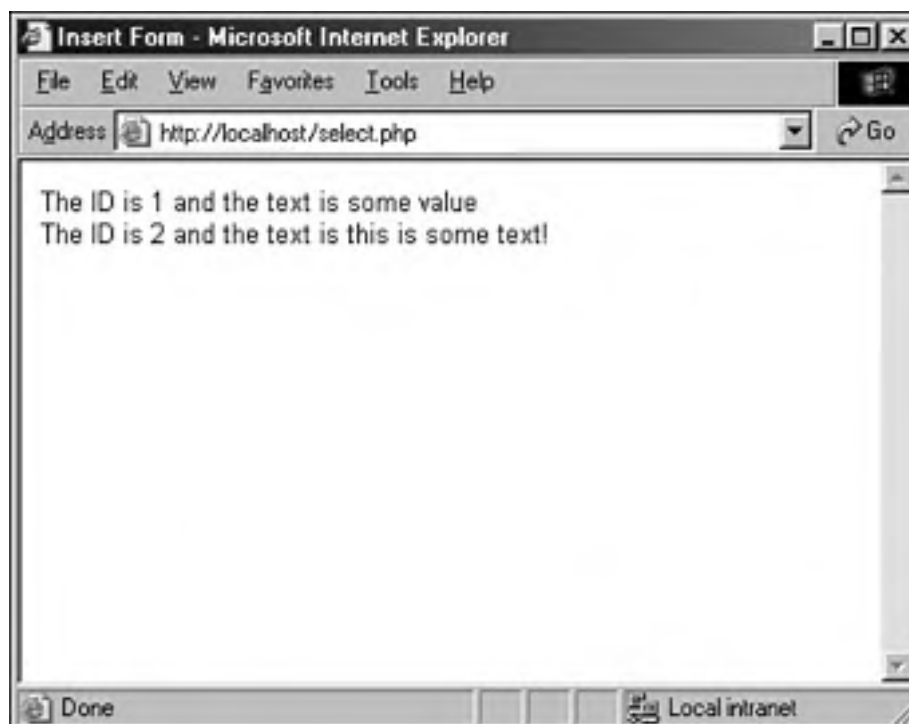 Insert Form - Microsoft Internet Explorer
File Edit View Favorites Tools Help
Address http://localhost/select.php Go
The ID is 1 and the text is some value
The ID is 2 and the text is this is some text!
Done Local intranet